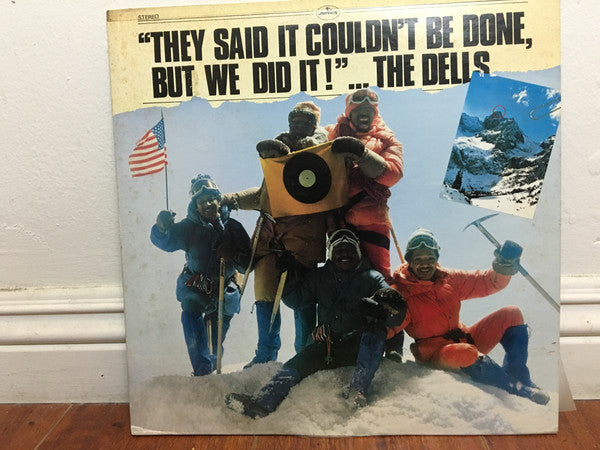 STEREO
"THEY SAID IT COULDN'T BE DONE,
BUT WE DID IT!"... THE DELLS